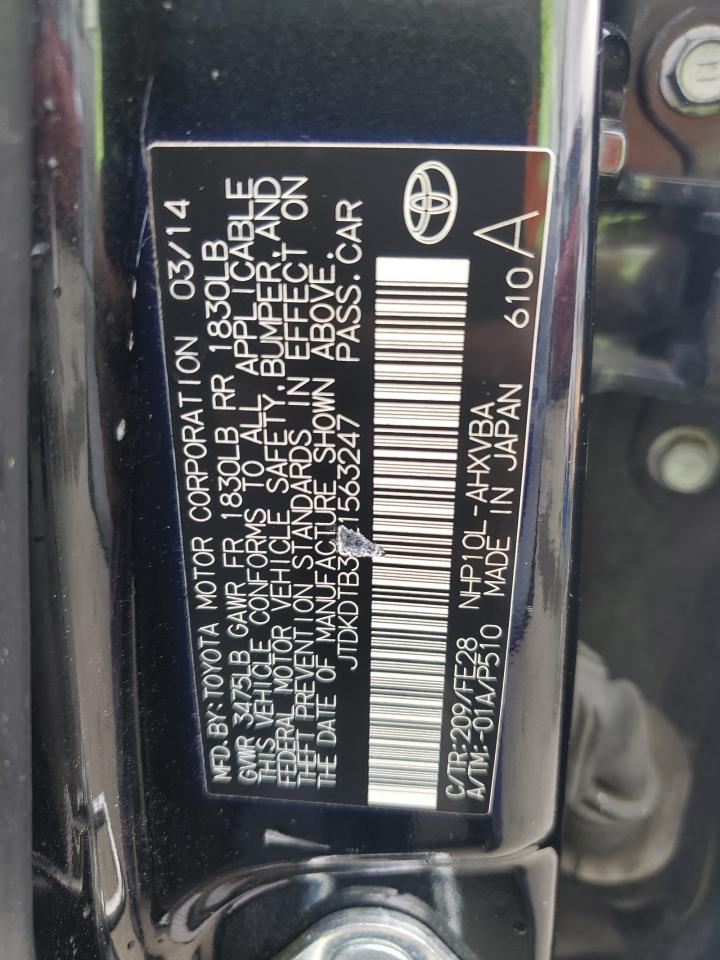 MFD. BY: TOYOTA MOTOR CORPORATION 03/14
GVWR 3475LB GAWR FR 1830LB RR 1830LB
THIS VEHICLE CONFORMS TO ALL APPLICABLE
FEDERAL MOTOR VEHICLE SAFETY, BUMPER, AND
THEFT PREVENTION STANDARDS IN EFFECT ON
THE DATE OF MANUFACTURE SHOWN ABOVE.
1563247 PASS. CAR
C/TR: 209/FE28 NHP10L-AHXVBA 610 A
A/TM: -01A/P510 MADE IN JAPAN